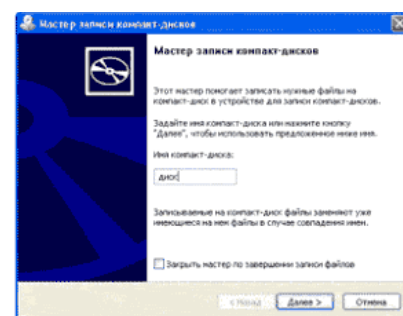 Мастер записи компакт-дисков
Мастер записи компакт-дисков
Этот мастер помогает записать нужные файлы на
компакт-диск в устройстве для записи компакт-дисков.
Задайте имя компакт-диска или нажмите кнопку
"Далее", чтобы использовать предложенное ниже имя.
Имя компакт-диска:
диск
Записываемые на компакт-диск файлы заменяют уже
имеющиеся на нем файлы в случае совпадения имен.
Закрыть мастер по завершении записи файлов
< Назад Далее > Отмена